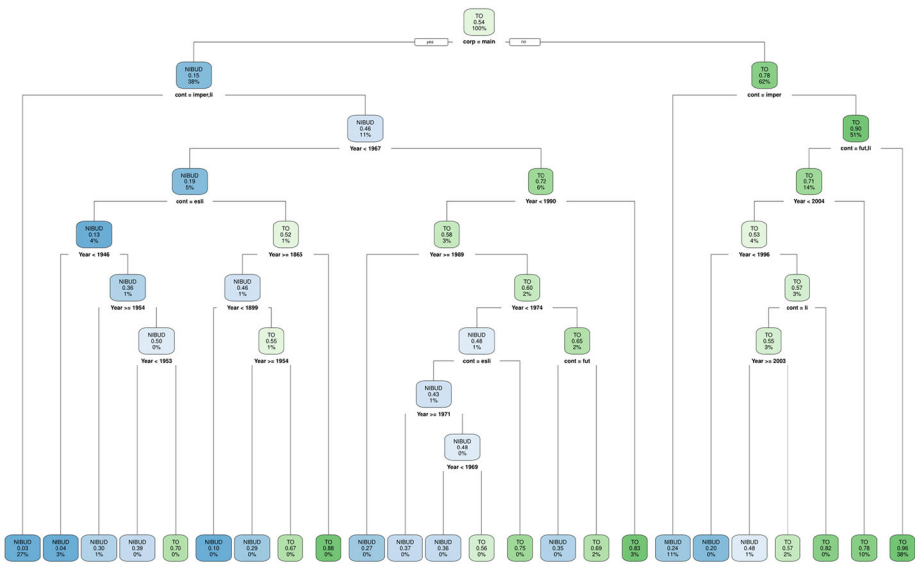 TO
0.54
100%
yes
corp = main
no
NIBUD
0.15
38%
cont = imper,li
TO
0.78
62%
cont = imper
NIBUD
0.46
11%
Year < 1967
TO
0.90
51%
cont = fut,li
NIBUD
0.19
5%
cont = esli
TO
0.72
6%
Year < 1990
TO
0.71
14%
Year < 2004
NIBUD
0.13
4%
Year < 1946
TO
0.52
1%
Year >= 1865
TO
0.58
3%
Year >= 1989
TO
0.53
4%
Year < 1996
NIBUD
0.36
1%
Year >= 1954
NIBUD
0.46
1%
Year < 1899
TO
0.60
2%
Year < 1974
TO
0.57
3%
cont = li
NIBUD
0.50
0%
Year < 1953
TO
0.55
1%
Year >= 1954
NIBUD
0.48
1%
cont = esli
TO
0.65
2%
cont = fut
TO
0.55
3%
Year >= 2003
NIBUD
0.43
1%
Year >= 1971
NIBUD
0.48
0%
Year < 1969
NIBUD
0.03
27%
NIBUD
0.04
3%
NIBUD
0.30
1%
NIBUD
0.39
0%
TO
0.70
0%
NIBUD
0.10
0%
NIBUD
0.29
0%
TO
0.67
0%
TO
0.88
0%
NIBUD
0.27
0%
NIBUD
0.37
0%
NIBUD
0.36
0%
TO
0.56
0%
TO
0.75
0%
NIBUD
0.35
0%
TO
0.69
2%
TO
0.83
3%
NIBUD
0.24
11%
NIBUD
0.20
0%
NIBUD
0.48
1%
TO
0.57
2%
TO
0.82
0%
TO
0.78
10%
TO
0.96
38%